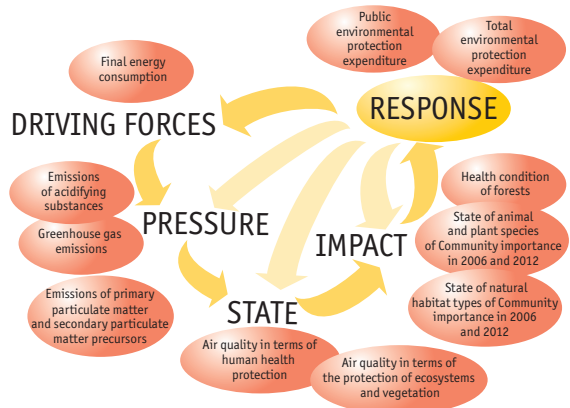 Public
environmental
protection
expenditure
Total
environmental
protection
expenditure
Final energy
consumption
RESPONSE
DRIVING FORCES
Emissions
of acidifying
substances
Health condition
of forests
PRESSURE
Greenhouse gas
emissions
IMPACT
State of animal
and plant species
of Community importance
in 2006 and 2012
Emissions of primary
particulate matter
and secondary particulate
matter precursors
STATE
State of natural
habitat types of Community
importance in 2006
and 2012
Air quality in terms of
human health
protection
Air quality in terms of
the protection of ecosystems
and vegetation